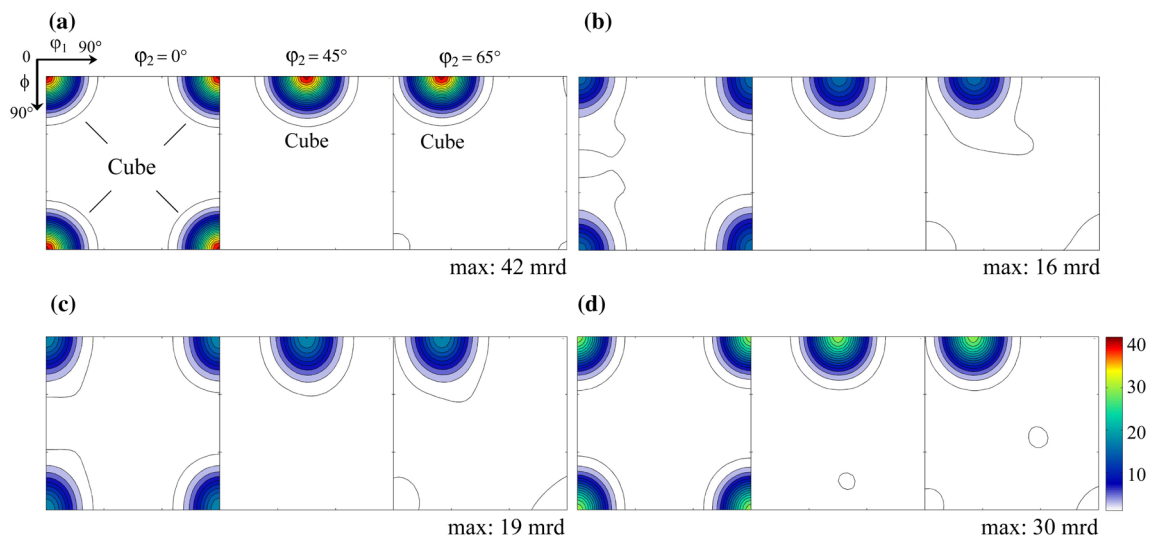 (a)
0 φ₁ 90° φ₂ = 0° φ₂ = 45° φ₂ = 65°
ϕ
90°
Cube Cube
Cube
max: 42 mrd
(b)
max: 16 mrd
(c)
max: 19 mrd
(d)
40
30
20
10
max: 30 mrd